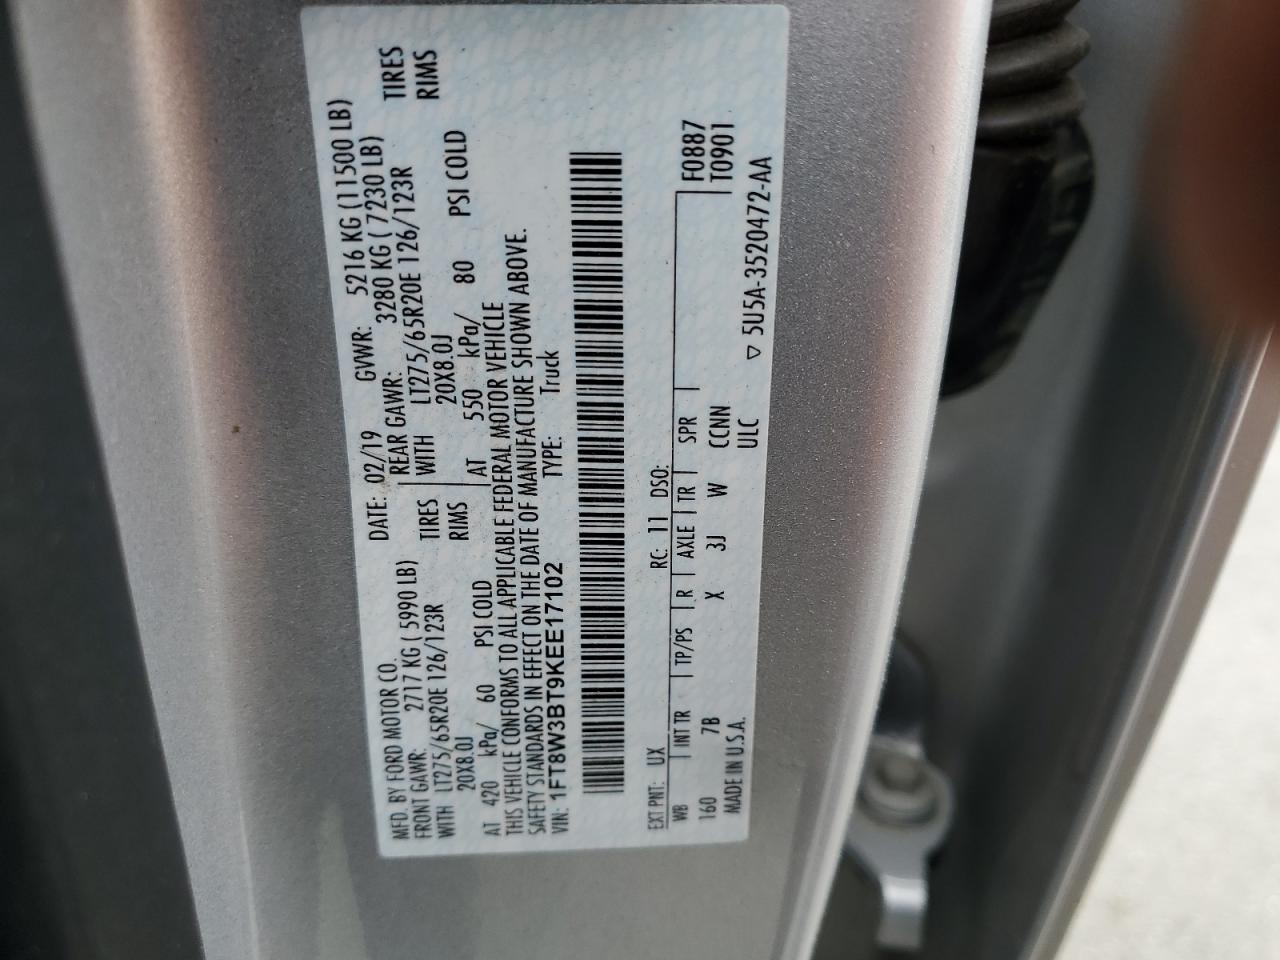 MFD. BY FORD MOTOR CO.
DATE: 02/19 GVWR: 5216 KG (11500 LB)
FRONT GAWR: 2717 KG ( 5990 LB) REAR GAWR: 3280 KG ( 7230 LB)
WITH LT275/65R20E 126/123R TIRES WITH LT275/65R20E 126/123R TIRES
20X8.0J RIMS 20X8.0J RIMS
AT 420 kPa/ 60 PSI COLD AT 550 kPa/ 80 PSI COLD
THIS VEHICLE CONFORMS TO ALL APPLICABLE FEDERAL MOTOR VEHICLE
SAFETY STANDARDS IN EFFECT ON THE DATE OF MANUFACTURE SHOWN ABOVE.
VIN: 1FT8W3BT9KEE17102 TYPE: Truck
EXT PNT: UX RC: 11 DSO:
WB INT TR TP/PS R AXLE TR SPR F0887
160 7B X 3J W CCNN T0901
MADE IN U.S.A. ULC
▽ 5U5A-3520472-AA